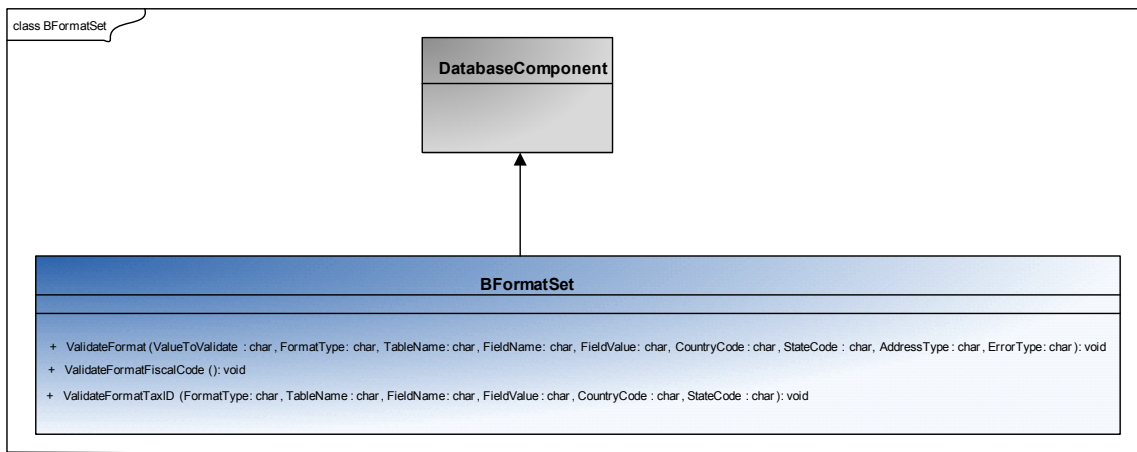 class BFormatSet
DatabaseComponent
BFormatSet
+ ValidateFormat (ValueToValidate : char, FormatType: char, TableName: char, FieldName: char, FieldValue: char, CountryCode : char, StateCode : char, AddressType: char, ErrorType: char): void
+ ValidateFormatFiscalCode (): void
+ ValidateFormatTaxID (FormatType: char, TableName : char, FieldName: char, FieldValue : char, CountryCode : char, StateCode : char): void